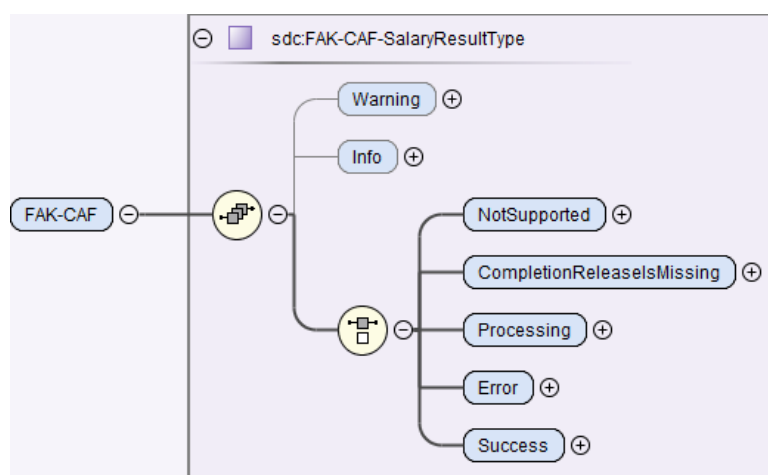 sdc:FAK-CAF-SalaryResultType
Warning
Info
FAK-CAF
NotSupported
CompletionReleaseIsMissing
Processing
Error
Success